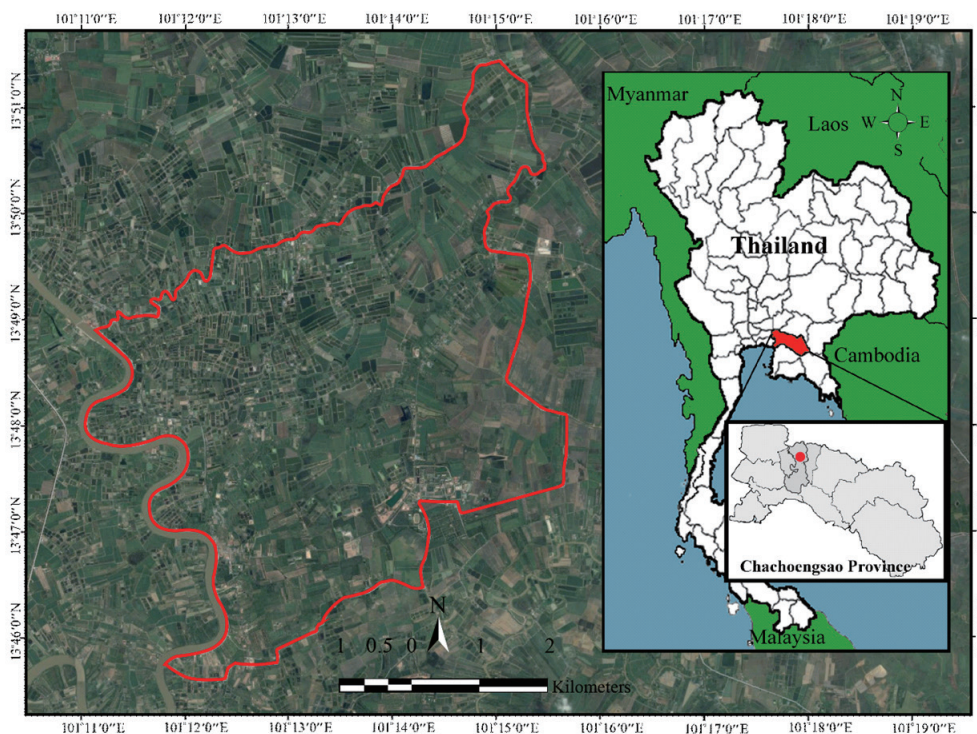 101°11'0"E 101°12'0"E 101°13'0"E 101°14'0"E 101°15'0"E 101°16'0"E 101°17'0"E 101°18'0"E 101°19'0"E
13°51'0"N
13°50'0"N
13°49'0"N
13°48'0"N
13°47'0"N
13°46'0"N
Myanmar
Laos
N
W E
S
Thailand
Cambodia
Chachoengsao Province
Malaysia
N
1 0.5 0 1 2
Kilometers
101°11'0"E 101°12'0"E 101°13'0"E 101°14'0"E 101°15'0"E 101°16'0"E 101°17'0"E 101°18'0"E 101°19'0"E